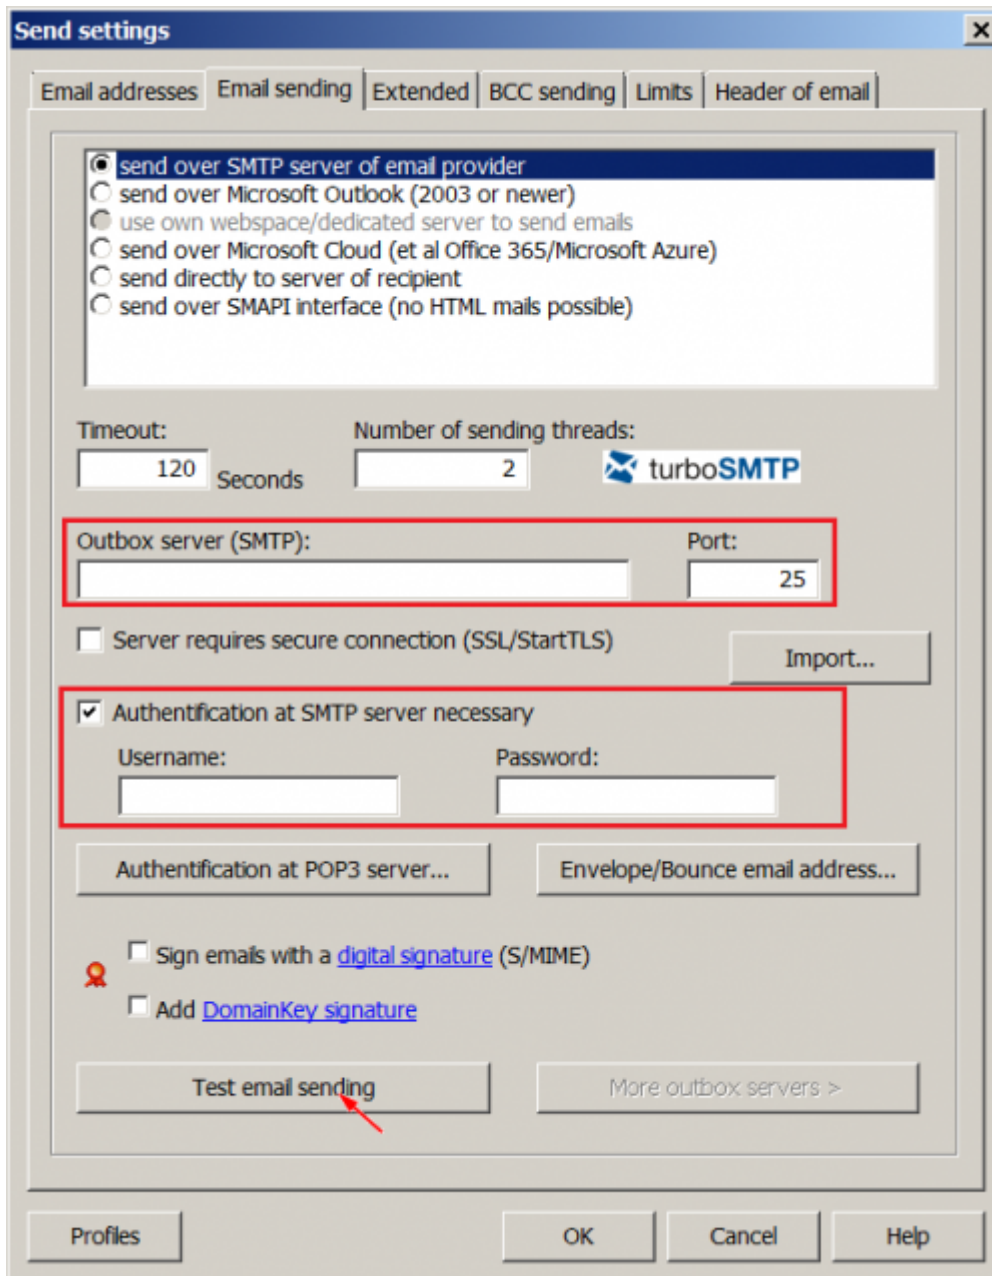 Send settings
Email addresses Email sending Extended BCC sending Limits Header of email
send over SMTP server of email provider
send over Microsoft Outlook (2003 or newer)
use own webspace/dedicated server to send emails
send over Microsoft Cloud (et al Office 365/Microsoft Azure)
send directly to server of recipient
send over SMAPI interface (no HTML mails possible)
Timeout: Number of sending threads:
120 Seconds 2 turboSMTP
Outbox server (SMTP): Port:
25
Server requires secure connection (SSL/StartTLS)
Import...
Authentification at SMTP server necessary
Username: Password:
Authentification at POP3 server... Envelope/Bounce email address...
Sign emails with a digital signature (S/MIME)
Add DomainKey signature
Test email sending More outbox servers >
Profiles OK Cancel Help